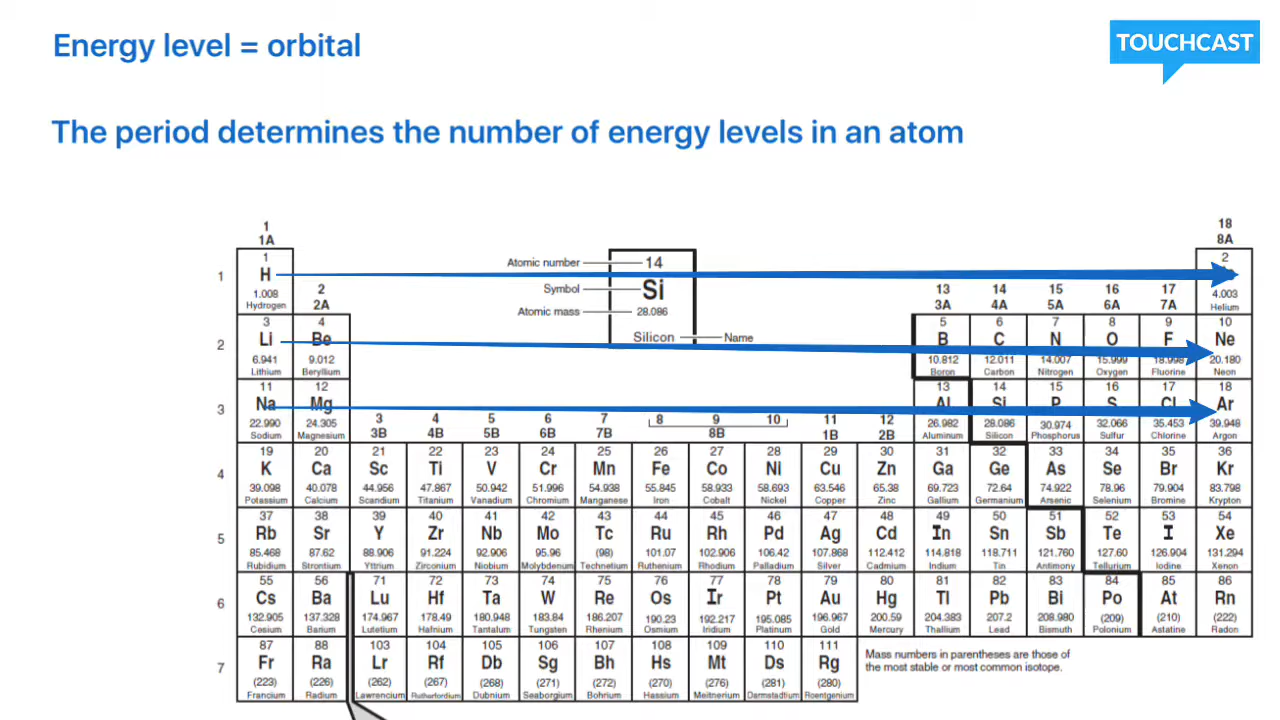 Energy level = orbital
TOUCHCAST
The period determines the number of energy levels in an atom
1 18
1A 8A
1 2
Atomic number 14
1 H
Symbol Si 13 14 15 16 17
2 3A 4A 5A 6A 7A
2A
1.008 4.003
Hydrogen Helium
Atomic mass 28.086
Silicon Name
3 4 5 6 7 8 9 10
2 Li Be B C N O F Ne
6.941 9.012 10.812 12.011 14.007 15.999 18.998 20.180
Lithium Beryllium Boron Carbon Nitrogen Oxygen Fluorine Neon
11 12 13 14 15 16 17 18
3 Na Mg Al Si P S Cl Ar
3 4 5 6 7 8 9 10 11 12
3B 4B 5B 6B 7B 8B 1B 2B
22.990 24.305 26.982 28.086 30.974 32.066 35.453 39.948
Sodium Magnesium Aluminum Silicon Phosphorus Sulfur Chlorine Argon
19 20 21 22 23 24 25 26 27 28 29 30 31 32 33 34 35 36
4 K Ca Sc Ti V Cr Mn Fe Co Ni Cu Zn Ga Ge As Se Br Kr
39.098 40.078 44.956 47.867 50.942 51.996 54.938 55.845 58.933 58.693 63.546 65.38 69.723 72.64 74.922 78.96 79.904 83.798
Potassium Calcium Scandium Titanium Vanadium Chromium Manganese Iron Cobalt Nickel Copper Zinc Gallium Germanium Arsenic Selenium Bromine Krypton
37 38 39 40 41 42 43 44 45 46 47 48 49 50 51 52 53 54
5 Rb Sr Y Zr Nb Mo Tc Ru Rh Pd Ag Cd In Sn Sb Te I Xe
85.468 87.62 88.906 91.224 92.906 95.96 (98) 101.07 102.906 106.42 107.868 112.412 114.818 118.711 121.760 127.60 126.904 131.294
Rubidium Strontium Yttrium Zirconium Niobium Molybdenum Technetium Ruthenium Rhodium Palladium Silver Cadmium Indium Tin Antimony Tellurium Iodine Xenon
55 56 71 72 73 74 75 76 77 78 79 80 81 82 83 84 85 86
6 Cs Ba Lu Hf Ta W Re Os Ir Pt Au Hg Tl Pb Bi Po At Rn
132.905 137.328 174.967 178.49 180.948 183.84 186.207 190.23 192.217 195.085 196.967 200.59 204.383 207.2 208.980 (209) (210) (222)
Cesium Barium Lutetium Hafnium Tantalum Tungsten Rhenium Osmium Iridium Platinum Gold Mercury Thallium Lead Bismuth Polonium Astatine Radon
87 88 103 104 105 106 107 108 109 110 111
7 Fr Ra Lr Rf Db Sg Bh Hs Mt Ds Rg
(223) (226) (262) (267) (268) (271) (272) (270) (276) (281) (280)
Francium Radium Lawrencium Rutherfordium Dubnium Seaborgium Bohrium Hassium Meitnerium Darmstadtium Roentgenium
Mass numbers in parentheses are those of
the most stable or most common isotope.